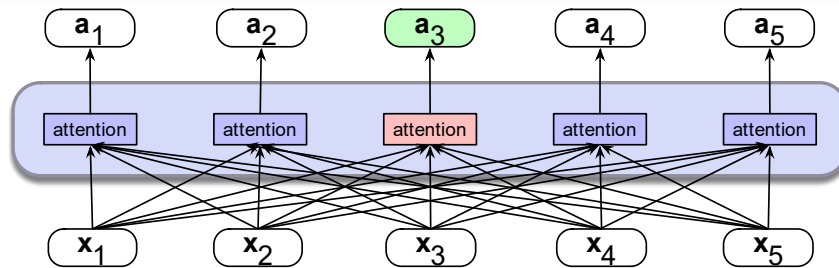 a1 a2 a3 a4 a5
attention attention attention attention attention
x1 x2 x3 x4 x5